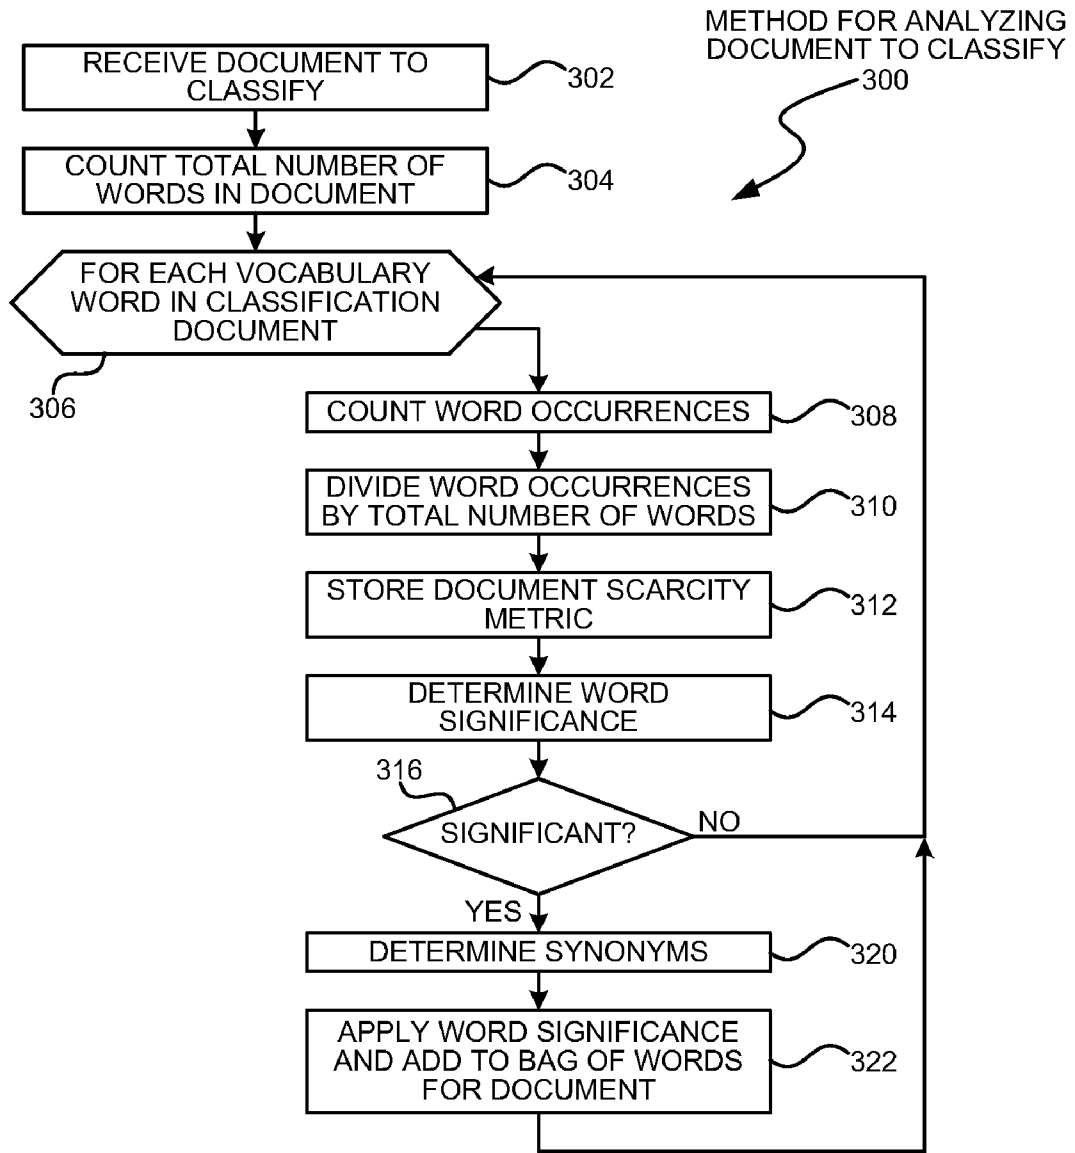 METHOD FOR ANALYZING
DOCUMENT TO CLASSIFY
300
RECEIVE DOCUMENT TO
CLASSIFY
302
COUNT TOTAL NUMBER OF
WORDS IN DOCUMENT
304
FOR EACH VOCABULARY
WORD IN CLASSIFICATION
DOCUMENT
306
COUNT WORD OCCURRENCES
308
DIVIDE WORD OCCURRENCES
BY TOTAL NUMBER OF WORDS
310
STORE DOCUMENT SCARCITY
METRIC
312
DETERMINE WORD
SIGNIFICANCE
314
316
SIGNIFICANT?
NO
YES
DETERMINE SYNONYMS
320
APPLY WORD SIGNIFICANCE
AND ADD TO BAG OF WORDS
FOR DOCUMENT
322